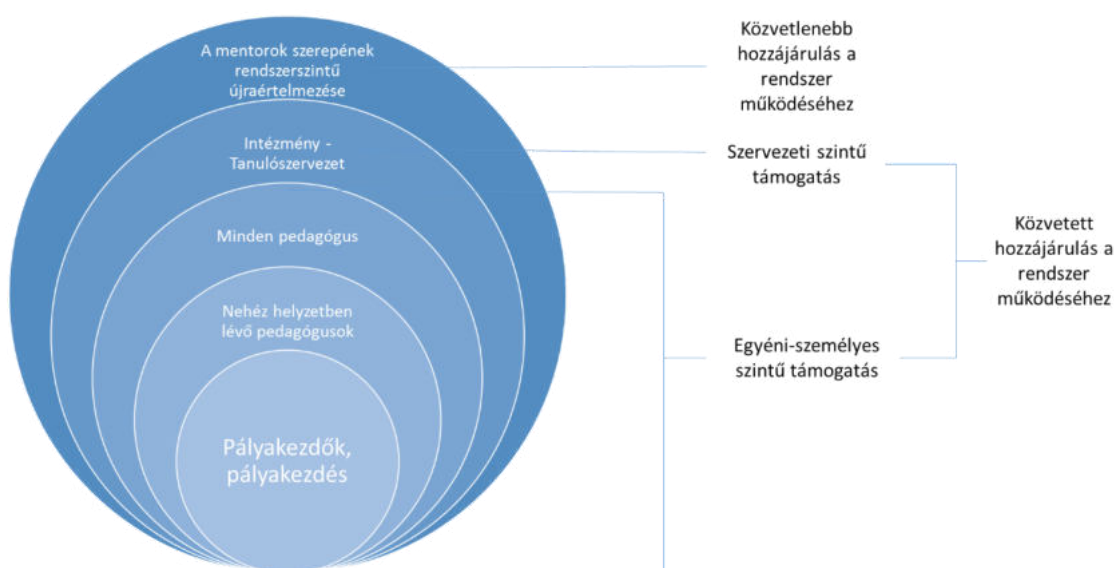 A mentorok szerepének
rendszerszintű
újraértelmezése
Intézmény -
Tanulószervezet
Minden pedagógus
Nehéz helyzetben
lévő pedagógusok
Pályakezdők,
pályakezdés
Közvetlenebb
hozzájárulás a
rendszer
működéséhez
Szervezeti szintű
támogatás
Egyéni-személyes
szintű támogatás
Közvetett
hozzájárulás a
rendszer
működéséhez